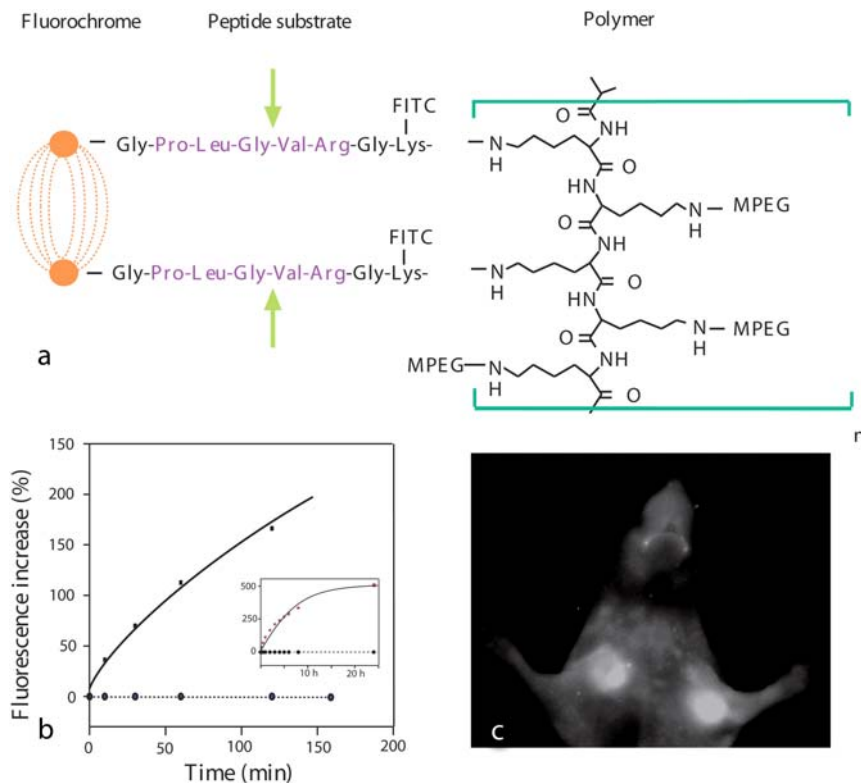 Fluorochrome Peptide substrate Polymer
FITC
Gly-Pro-Leu-Gly-Val-Arg-Gly-Lys-
FITC
Gly-Pro-Leu-Gly-Val-Arg-Gly-Lys-
O NH
N
H
O
HN
O
N
H
MPEG
NH
N
H
O
HN
O
N
H
MPEG
MPEG
N
H
NH
O
n
a
150
200
150
100
50
0
Fluorescence increase (%)
0 50 100 150 200
Time (min)
500
250
0
10 h 20 h
b
c